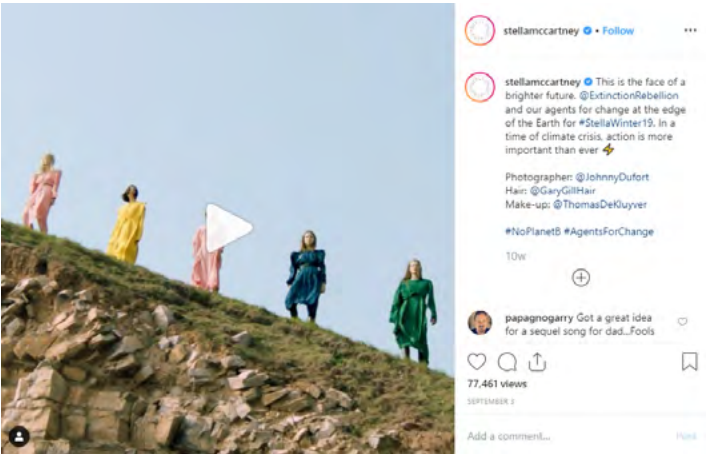 stellamccartney • Follow
stellamccartney This is the face of a
brighter future. @ExtinctionRebellion
and our agents for change at the edge
of the Earth for #StellaWinter19. In a
time of climate crisis, action is more
important than ever ⚡
Photographer: @JohnnyDufort
Hair: @GaryGillHair
Make-up: @ThomasDeKluyver
#NoPlanetB #AgentsForChange
10w
papagnogarry Got a great idea
for a sequel song for dad...Fools
77,461 views
SEPTEMBER 2
Add a comment...